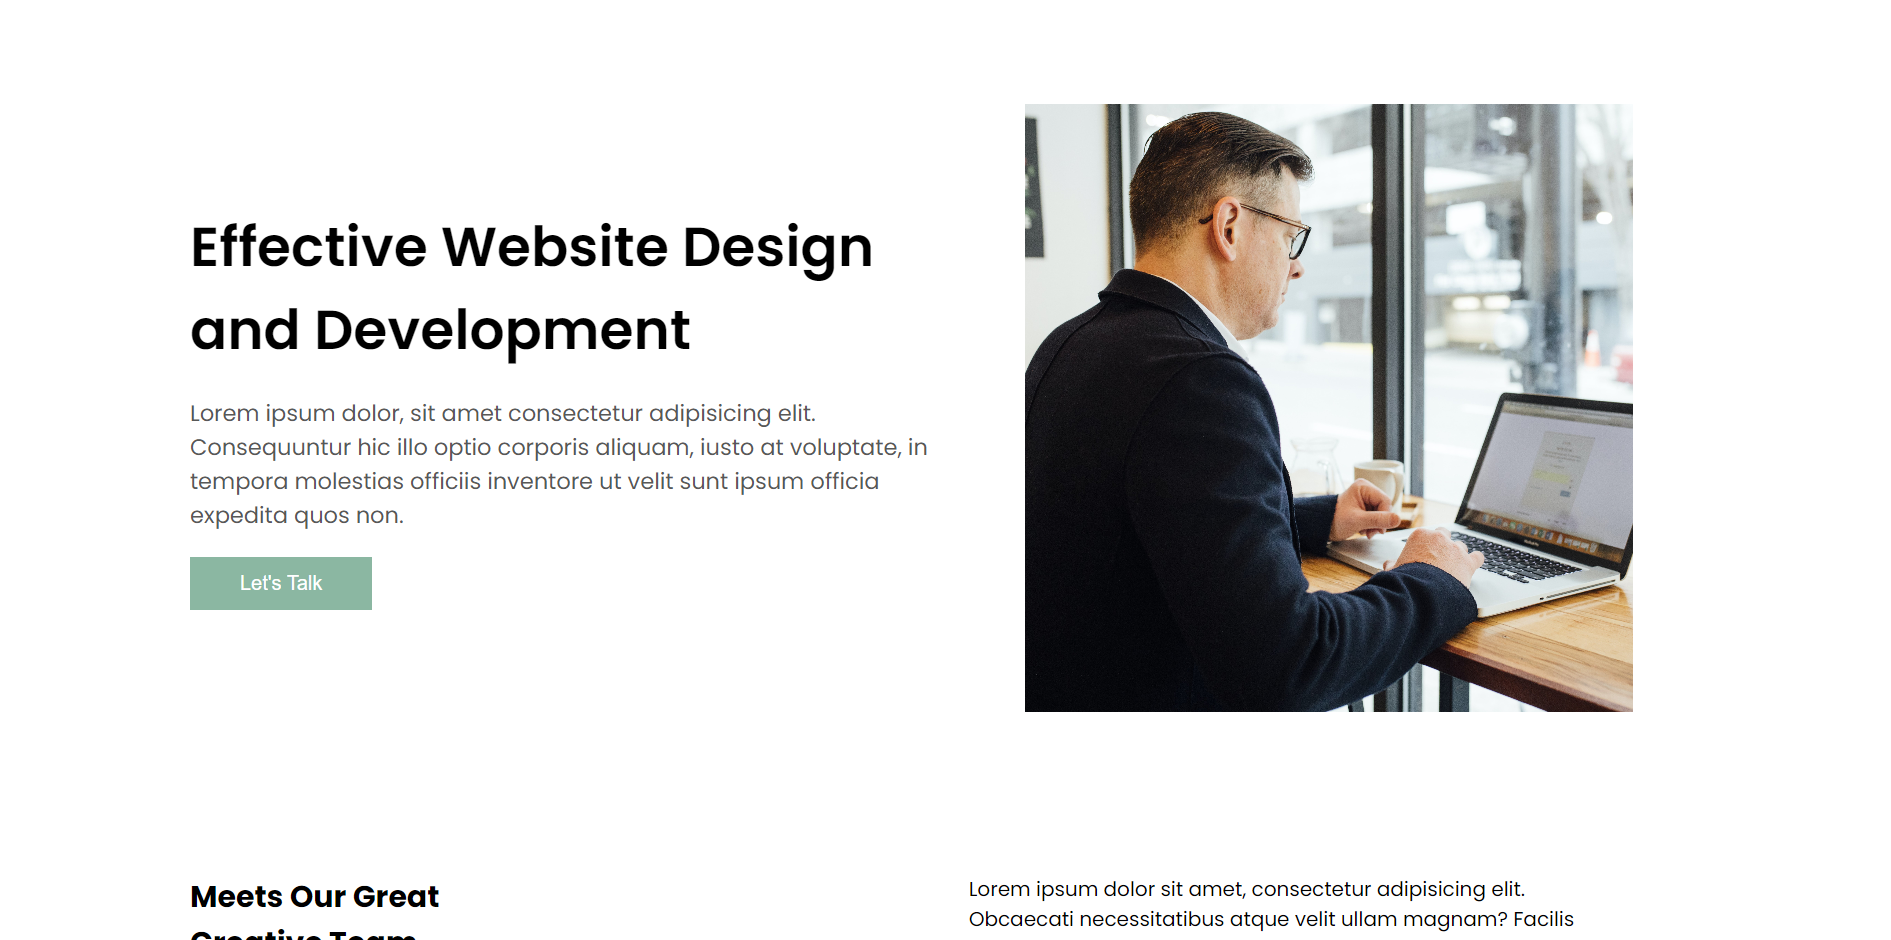 Effective Website Design
and Development
Lorem ipsum dolor, sit amet consectetur adipisicing elit.
Consequuntur hic illo optio corporis aliquam, iusto at voluptate, in
tempora molestias officiis inventore ut velit sunt ipsum officia
expedita quos non.
Let's Talk
Meets Our Great
Creative Team
Lorem ipsum dolor sit amet, consectetur adipisicing elit.
Obcaecati necessitatibus atque velit ullam magnam? Facilis